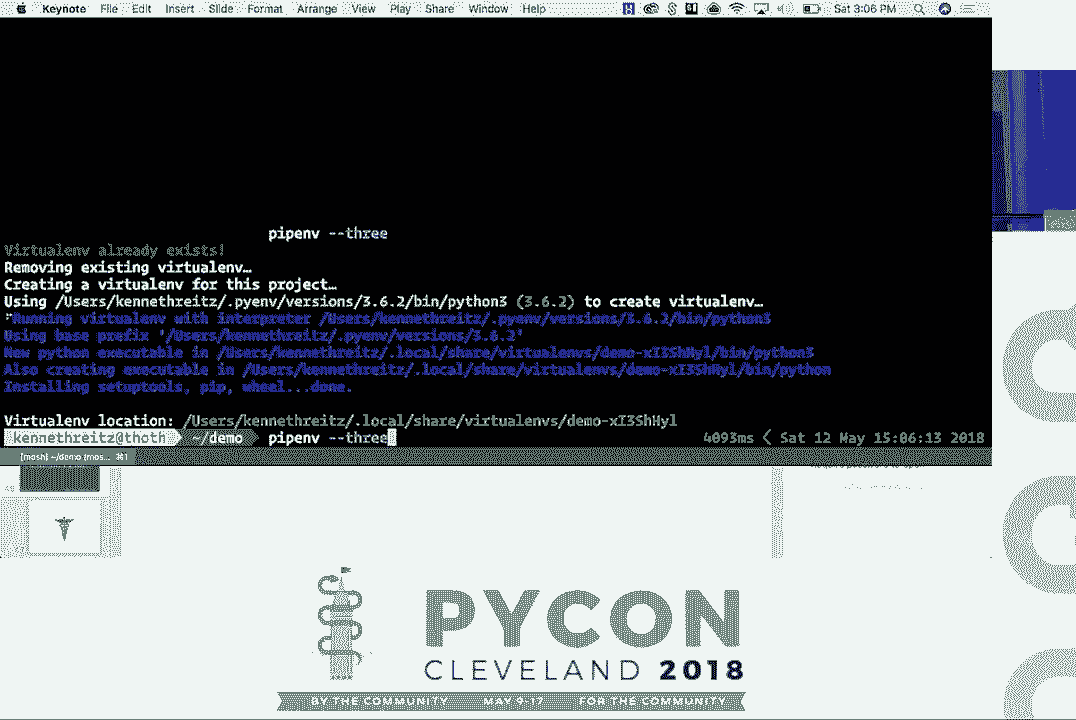 Keynote File Edit Insert Slide Format Arrange View Play Share Window Help Sat 3:06 PM
pipenv --three
Virtualenv already exists!
Removing existing virtualenv…
Creating a virtualenv for this project…
Using /Users/kennethreitz/.pyenv/versions/3.6.2/bin/python3 (3.6.2) to create virtualenv…
Running virtualenv with interpreter /Users/kennethreitz/.pyenv/versions/3.6.2/bin/python3
Using base prefix '/Users/kennethreitz/.pyenv/versions/3.6.2'
New python executable in /Users/kennethreitz/.local/share/virtualenvs/demo-xI3ShHyl/bin/python3
Also creating executable in /Users/kennethreitz/.local/share/virtualenvs/demo-xI3ShHyl/bin/python
Installing setuptools, pip, wheel...done.
Virtualenv location: /Users/kennethreitz/.local/share/virtualenvs/demo-xI3ShHyl
kennethreitz@thoth ~/demo pipenv --three 4093ms Sat 12 May 15:06:13 2018
[mosh] ~/demo (mos... ⌘1
PYCON
CLEVELAND 2018
BY THE COMMUNITY MAY 9-17 FOR THE COMMUNITY